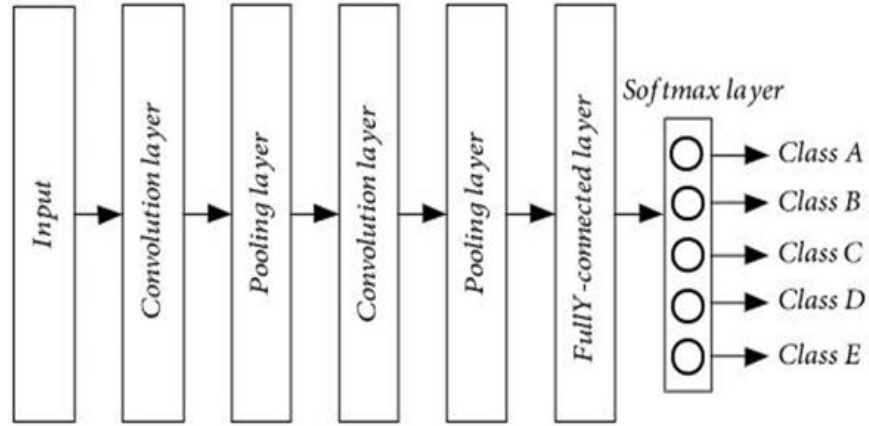 Input
Convolution layer
Pooling layer
Convolution layer
Pooling layer
FullY-connected layer
Softmax layer
Class A
Class B
Class C
Class D
Class E